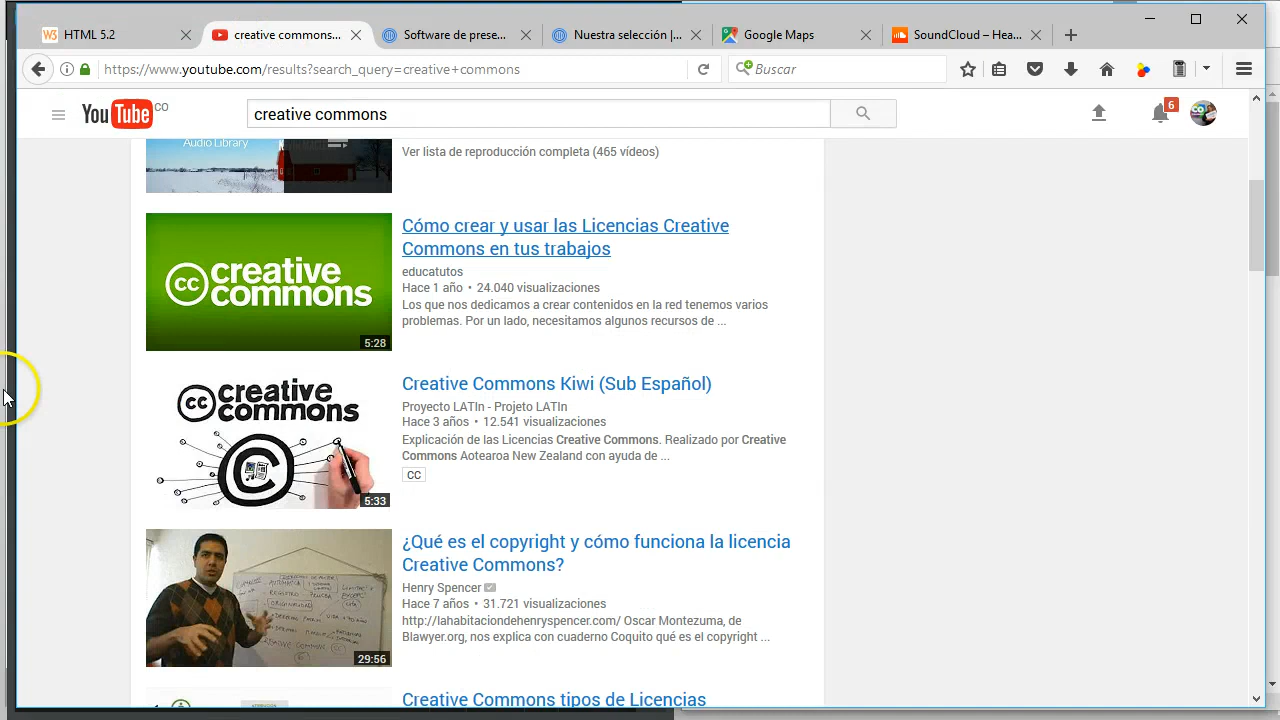 HTML 5.2
creative commons...
Software de prese...
Nuestra selección |...
Google Maps
SoundCloud – Hea...
https://www.youtube.com/results?search_query=creative+commons
Buscar
YouTube CO
creative commons
6
Audio Library
Ver lista de reproducción completa (465 vídeos)
cc creative commons
5:28
Cómo crear y usar las Licencias Creative
Commons en tus trabajos
educatutos
Hace 1 año • 24.040 visualizaciones
Los que nos dedicamos a crear contenidos en la red tenemos varios
problemas. Por un lado, necesitamos algunos recursos de ...
cc creative commons
C
5:33
Creative Commons Kiwi (Sub Español)
Proyecto LATIn - Projeto LATIn
Hace 3 años • 12.541 visualizaciones
Explicación de las Licencias Creative Commons. Realizado por Creative
Commons Aotearoa New Zealand con ayuda de ...
CC
29:56
¿Qué es el copyright y cómo funciona la licencia
Creative Commons?
Henry Spencer
Hace 7 años • 31.721 visualizaciones
http://lahabitaciondehenryspencer.com/ Oscar Montezuma, de
Blawyer.org, nos explica con cuaderno Coquito qué es el copyright ...
Creative Commons tipos de Licencias